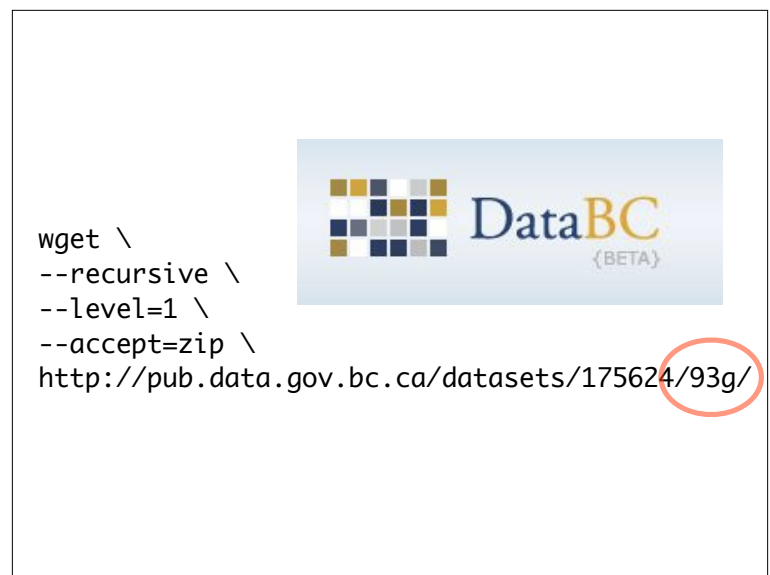 DataBC
{BETA}
wget \
--recursive \
--level=1 \
--accept=zip \
http://pub.data.gov.bc.ca/datasets/175624/93g/